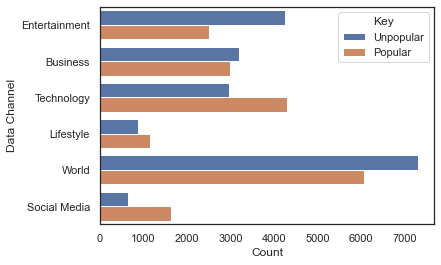 Key
Unpopular
Popular
Entertainment
Business
Technology
Lifestyle
World
Social Media
Data Channel
0 1000 2000 3000 4000 5000 6000 7000
Count